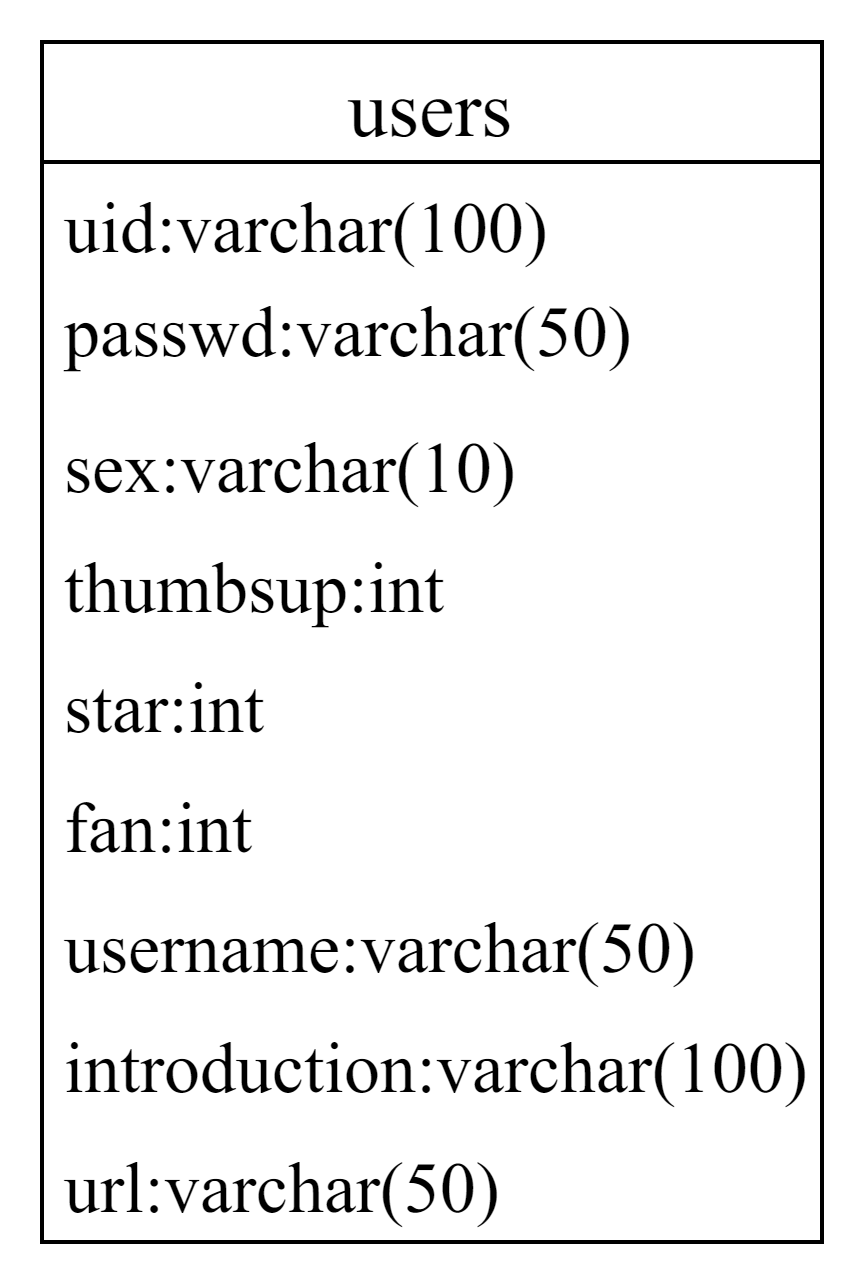 users
uid:varchar(100)
passwd:varchar(50)
sex:varchar(10)
thumbsup:int
star:int
fan:int
username:varchar(50)
introduction:varchar(100)
url:varchar(50)